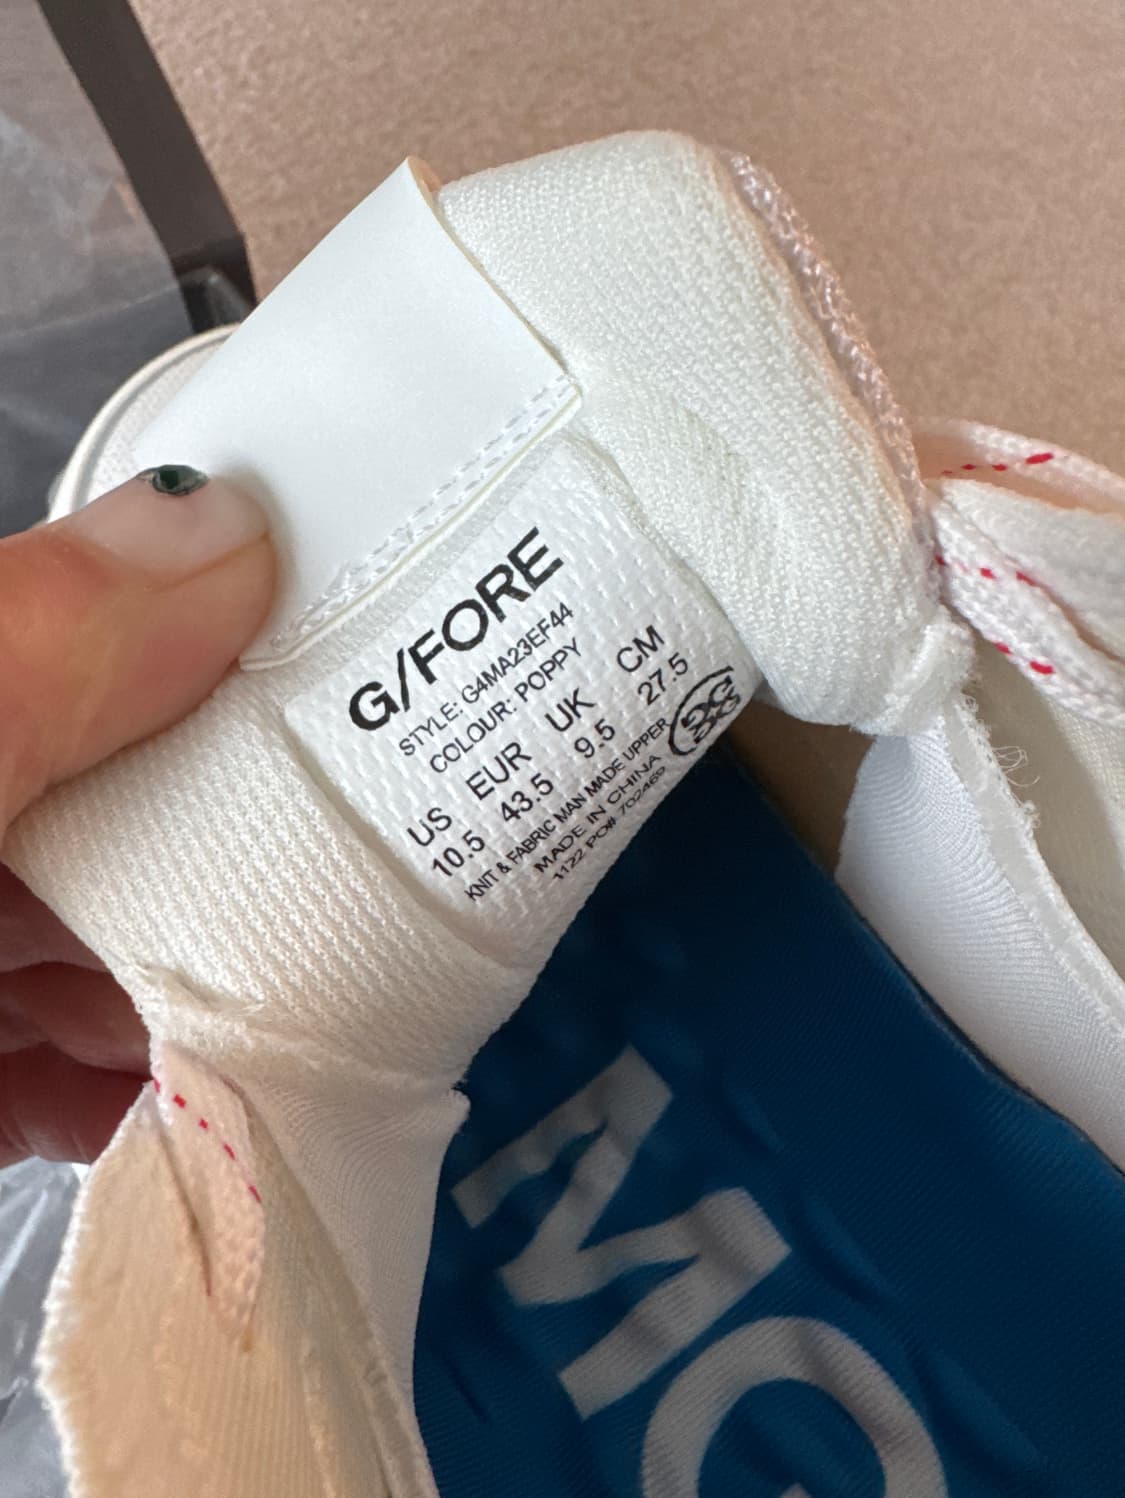 G/FORE
STYLE: G4MA23EF44
COLOUR: POPPY
US EUR UK CM
10.5 43.5 9.5 27.5
KNIT & FABRIC MAN MADE UPPER
MADE IN CHINA
1122 PO# 702469
MO